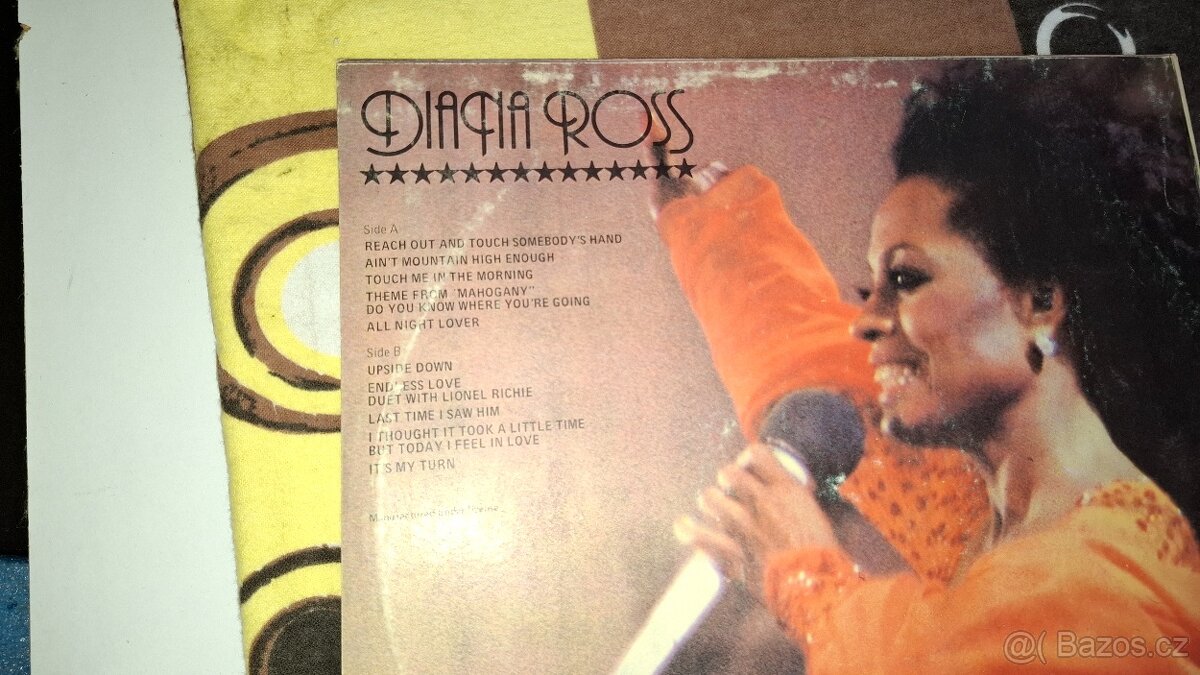 DIANA ROSS
Side A
REACH OUT AND TOUCH SOMEBODY'S HAND
AIN'T MOUNTAIN HIGH ENOUGH
TOUCH ME IN THE MORNING
THEME FROM 'MAHOGANY"
DO YOU KNOW WHERE YOU'RE GOING
ALL NIGHT LOVER
Side B
UPSIDE DOWN
ENDLESS LOVE
DUET WITH LIONEL RICHIE
LAST TIME I SAW HIM
I THOUGHT IT TOOK A LITTLE TIME
BUT TODAY I FEEL IN LOVE
IT'S MY TURN
Manufactured under license
@( Bazos.cz